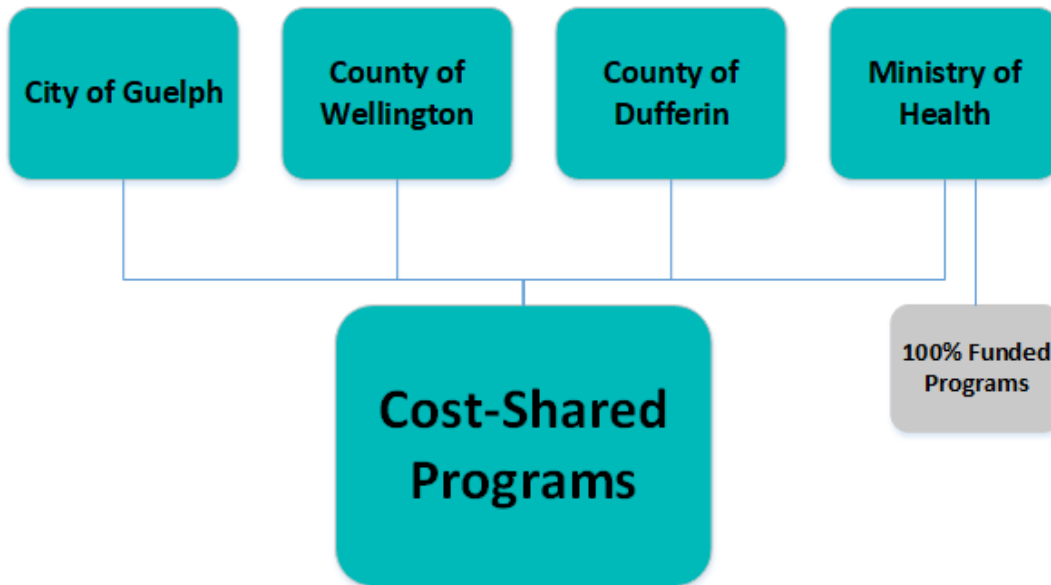 City of Guelph
County of
Wellington
County of
Dufferin
Ministry of
Health
100% Funded
Programs
Cost-Shared
Programs